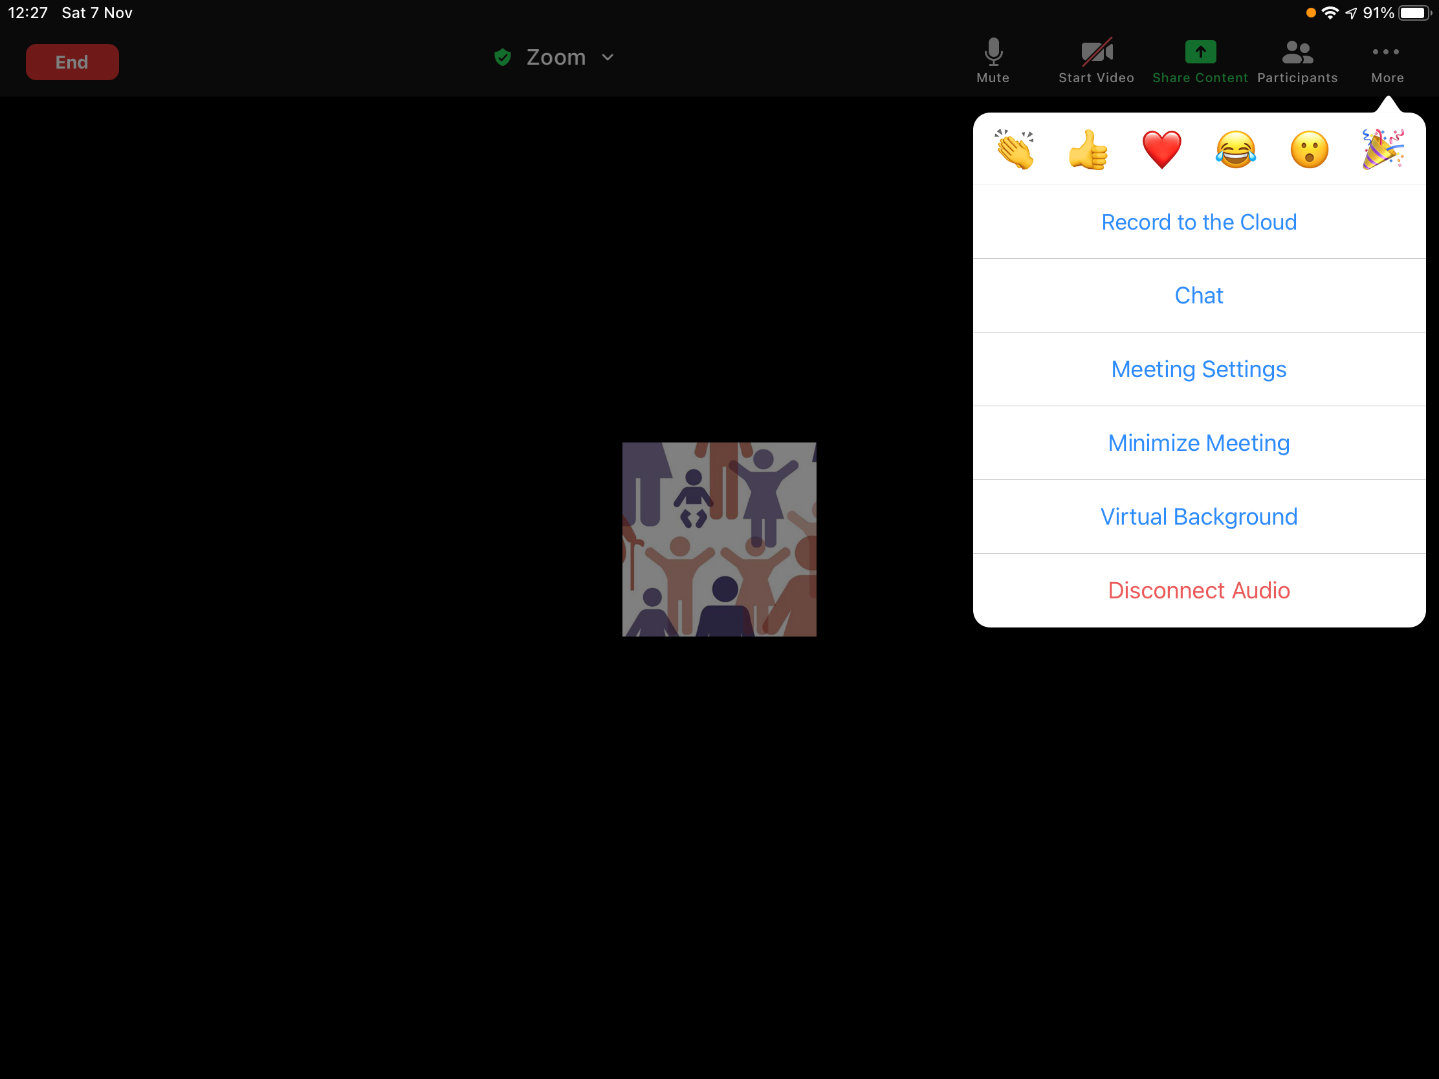 12:27 Sat 7 Nov 91%
End
Zoom
Mute
Start Video
Share Content
Participants
More
Record to the Cloud
Chat
Meeting Settings
Minimize Meeting
Virtual Background
Disconnect Audio